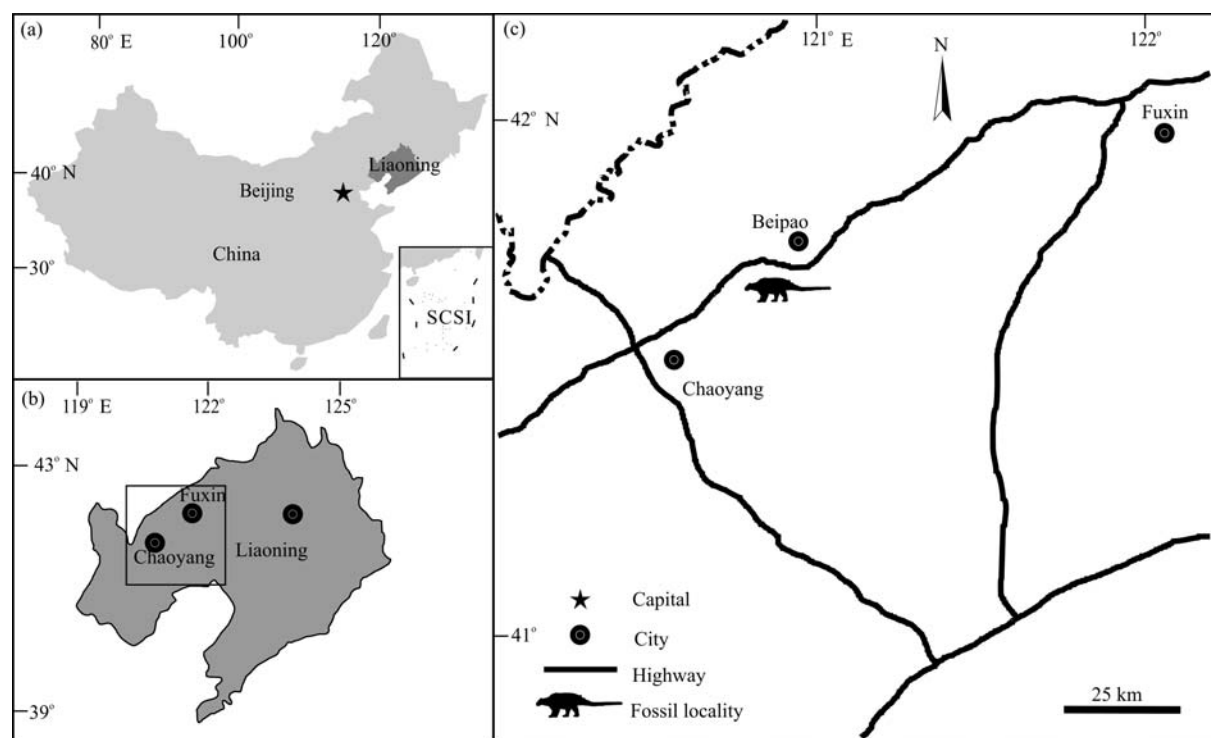 (a)
80° E
100°
120°
40° N
Liaoning
Beijing
China
30°
SCSI
(b)
119° E
122°
125°
43° N
Fuxin
Chaoyang
Liaoning
39°
(c)
121° E
122°
N
42° N
Fuxin
Beipao
Chaoyang
41°
Capital
City
Highway
Fossil locality
25 km